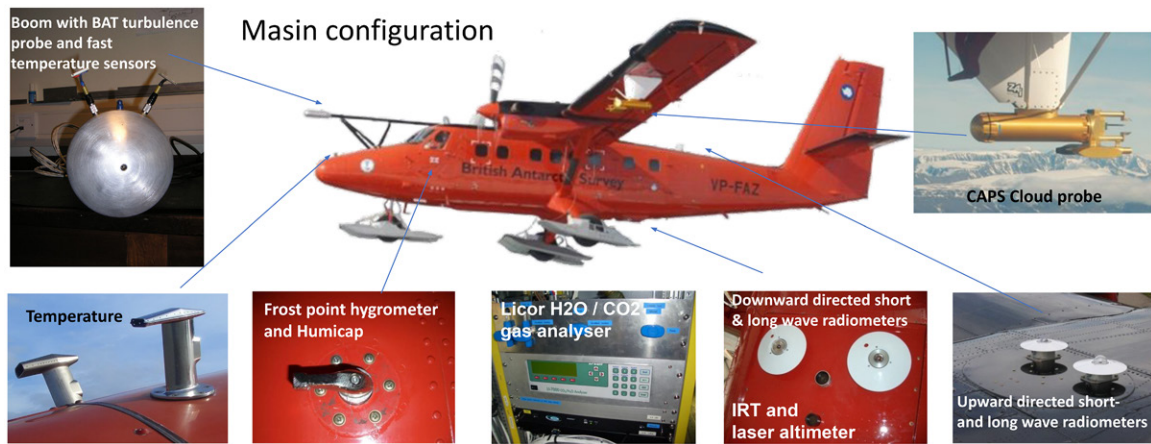 Boom with BAT turbulence
probe and fast
temperature sensors
Masin configuration
British Antarctic Survey
VP-FAZ
CAPS Cloud probe
Temperature
Frost point hygrometer
and Humicap
Licor H2O / CO2
gas analyser
Downward directed short
& long wave radiometers
IRT and
laser altimeter
Upward directed short-
and long wave radiometers